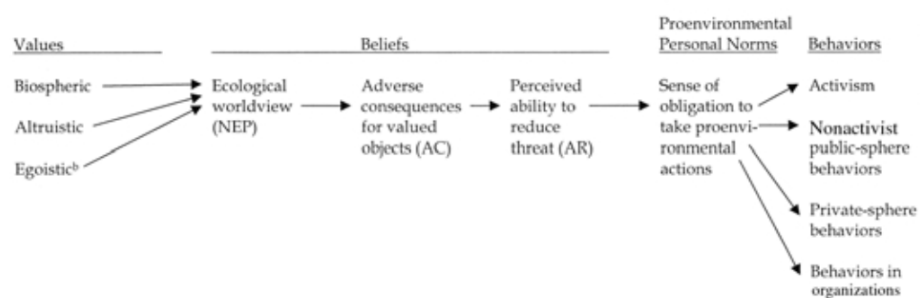 Values
Beliefs
Proenvironmental
Personal Norms
Behaviors
Biospheric
Altruistic
Egoisticᵇ
Ecological
worldview
(NEP)
Adverse
consequences
for valued
objects (AC)
Perceived
ability to
reduce
threat (AR)
Sense of
obligation to
take proenvi-
ronmental
actions
Activism
Nonactivist
public-sphere
behaviors
Private-sphere
behaviors
Behaviors in
organizations